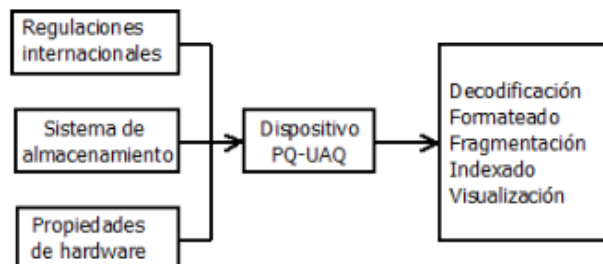 Regulaciones
internacionales
Sistema de
almacenamiento
Propiedades
de hardware
Dispositivo
PQ-UAQ
Decodificación
Formateado
Fragmentación
Indexado
Visualización